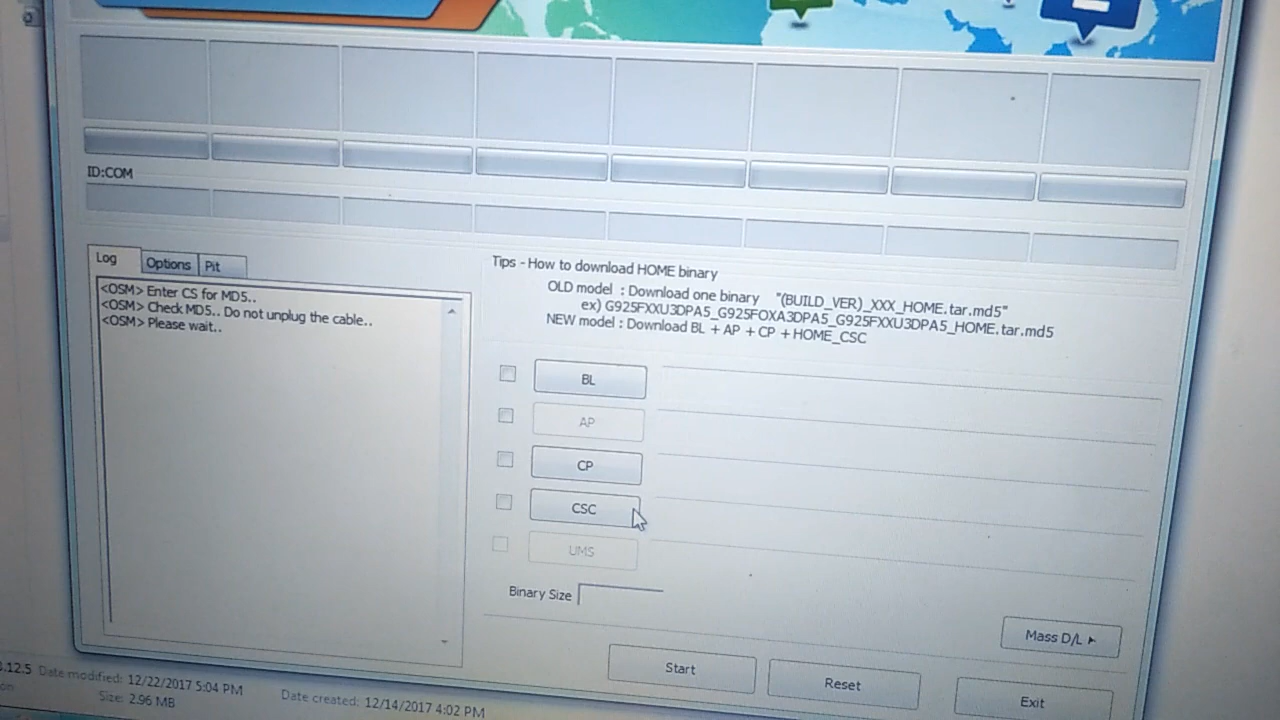 ID:COM
Log
Options
Pit
<OSM> Enter CS for MD5..
<OSM> Check MD5.. Do not unplug the cable..
<OSM> Please wait..
Tips - How to download HOME binary
OLD model : Download one binary "(BUILD_VER)_XXX_HOME.tar.md5"
ex) G925FXXU3DPA5_G925FOXA3DPA5_G925FXXU3DPA5_HOME.tar.md5
NEW model : Download BL + AP + CP + HOME_CSC
BL
AP
CP
CSC
UMS
Binary Size
Mass D/L
Start
Reset
Exit
.12.5 Date modified: 12/22/2017 5:04 PM
Size: 2.96 MB
Date created: 12/14/2017 4:02 PM